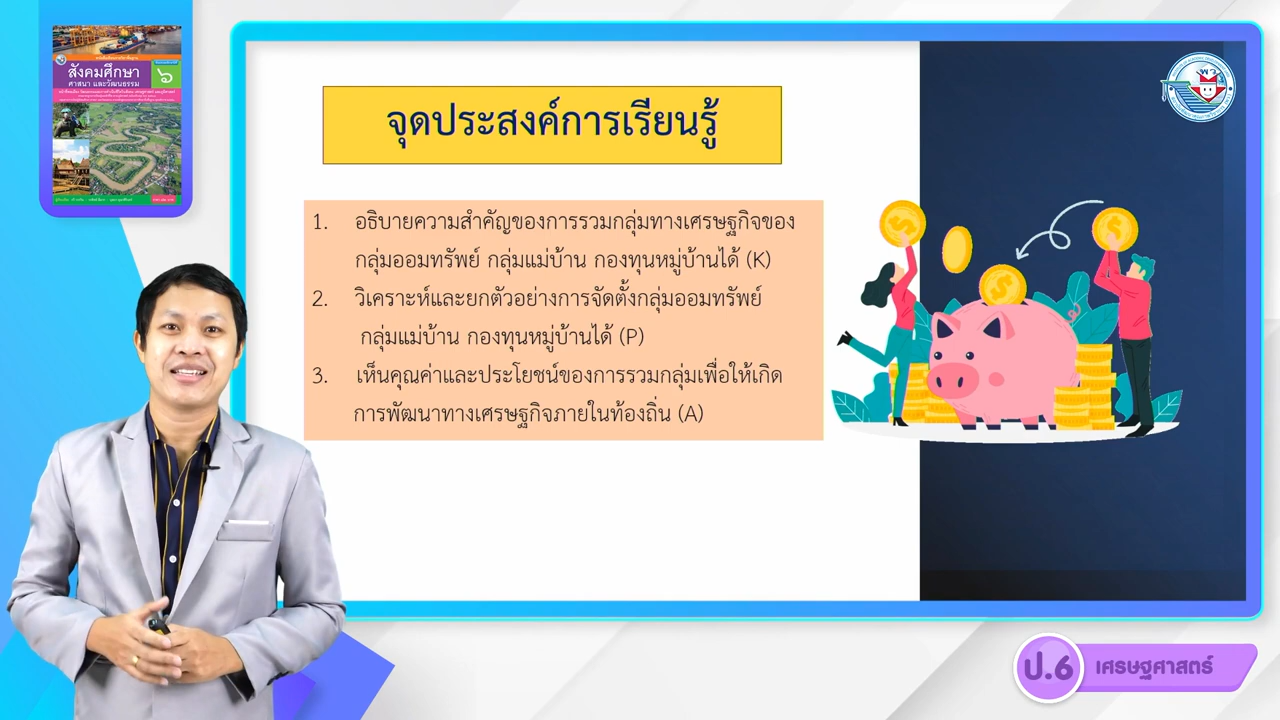 สังคมศึกษา
ศาสนา และวัฒนธรรม
๖
พว
จุดประสงค์การเรียนรู้
1. อธิบายความสำคัญของการรวมกลุ่มทางเศรษฐกิจของ
กลุ่มออมทรัพย์ กลุ่มแม่บ้าน กองทุนหมู่บ้านได้ (K)
2. วิเคราะห์และยกตัวอย่างการจัดตั้งกลุ่มออมทรัพย์
กลุ่มแม่บ้าน กองทุนหมู่บ้านได้ (P)
3. เห็นคุณค่าและประโยชน์ของการรวมกลุ่มเพื่อให้เกิด
การพัฒนาทางเศรษฐกิจภายในท้องถิ่น (A)
ป.6 เศรษฐศาสตร์